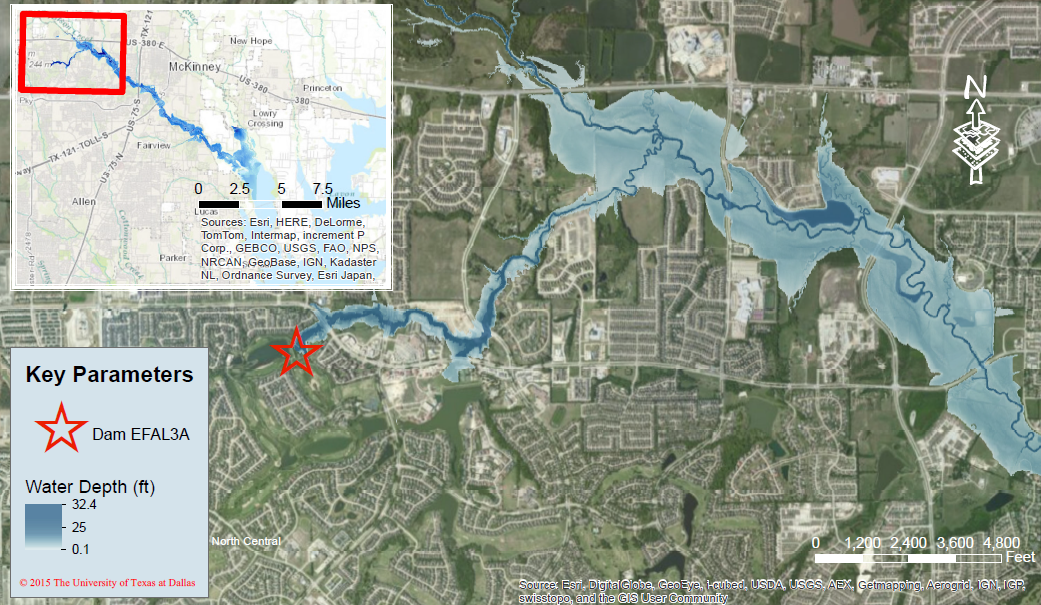 TX-121
US-380 E
New Hope
244 m
McKinney
US-380
380
Princeton
US-75-S
Lowry
Crossing
Pky
TX-121-TOLL-S
Fairview
US-75-N
Allen
Lucas
Parker
0 2.5 5 7.5
Miles
Sources: Esri, HERE, DeLorme,
TomTom, Intermap, increment P
Corp., GEBCO, USGS, FAO, NPS,
NRCAN, GeoBase, IGN, Kadaster
NL, Ordnance Survey, Esri Japan,
N
Key Parameters
Dam EFAL3A
Water Depth (ft)
32.4
25
0.1
© 2015 The University of Texas at Dallas
North Central
0 1,200 2,400 3,600 4,800
Feet
Source: Esri, DigitalGlobe, GeoEye, i-cubed, USDA, USGS, AEX, Getmapping, Aerogrid, IGN, IGP,
swisstopo, and the GIS User Community